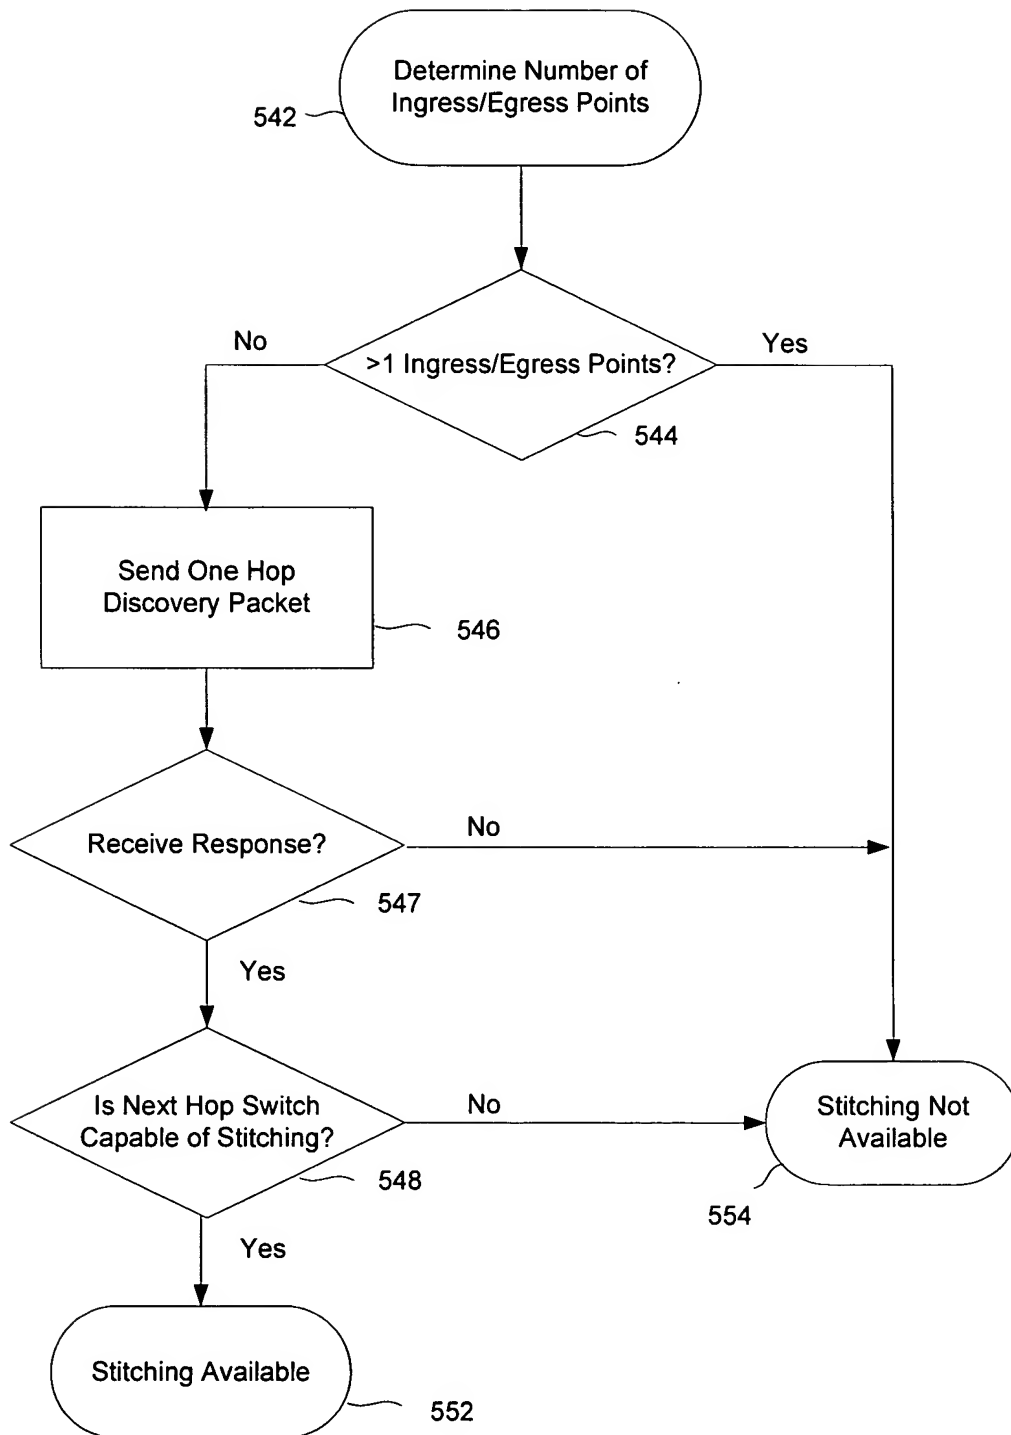 Determine Number of
Ingress/Egress Points
542
No
Yes
>1 Ingress/Egress Points?
544
Send One Hop
Discovery Packet
546
Receive Response?
No
547
Yes
Is Next Hop Switch
Capable of Stitching?
No
548
Stitching Not
Available
554
Yes
Stitching Available
552